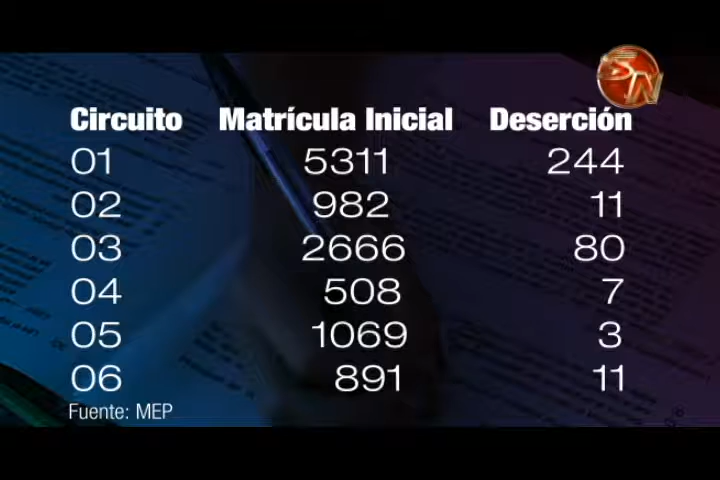 SN
Circuito Matrícula Inicial Deserción
01 5311 244
02 982 11
03 2666 80
04 508 7
05 1069 3
06 891 11
Fuente: MEP